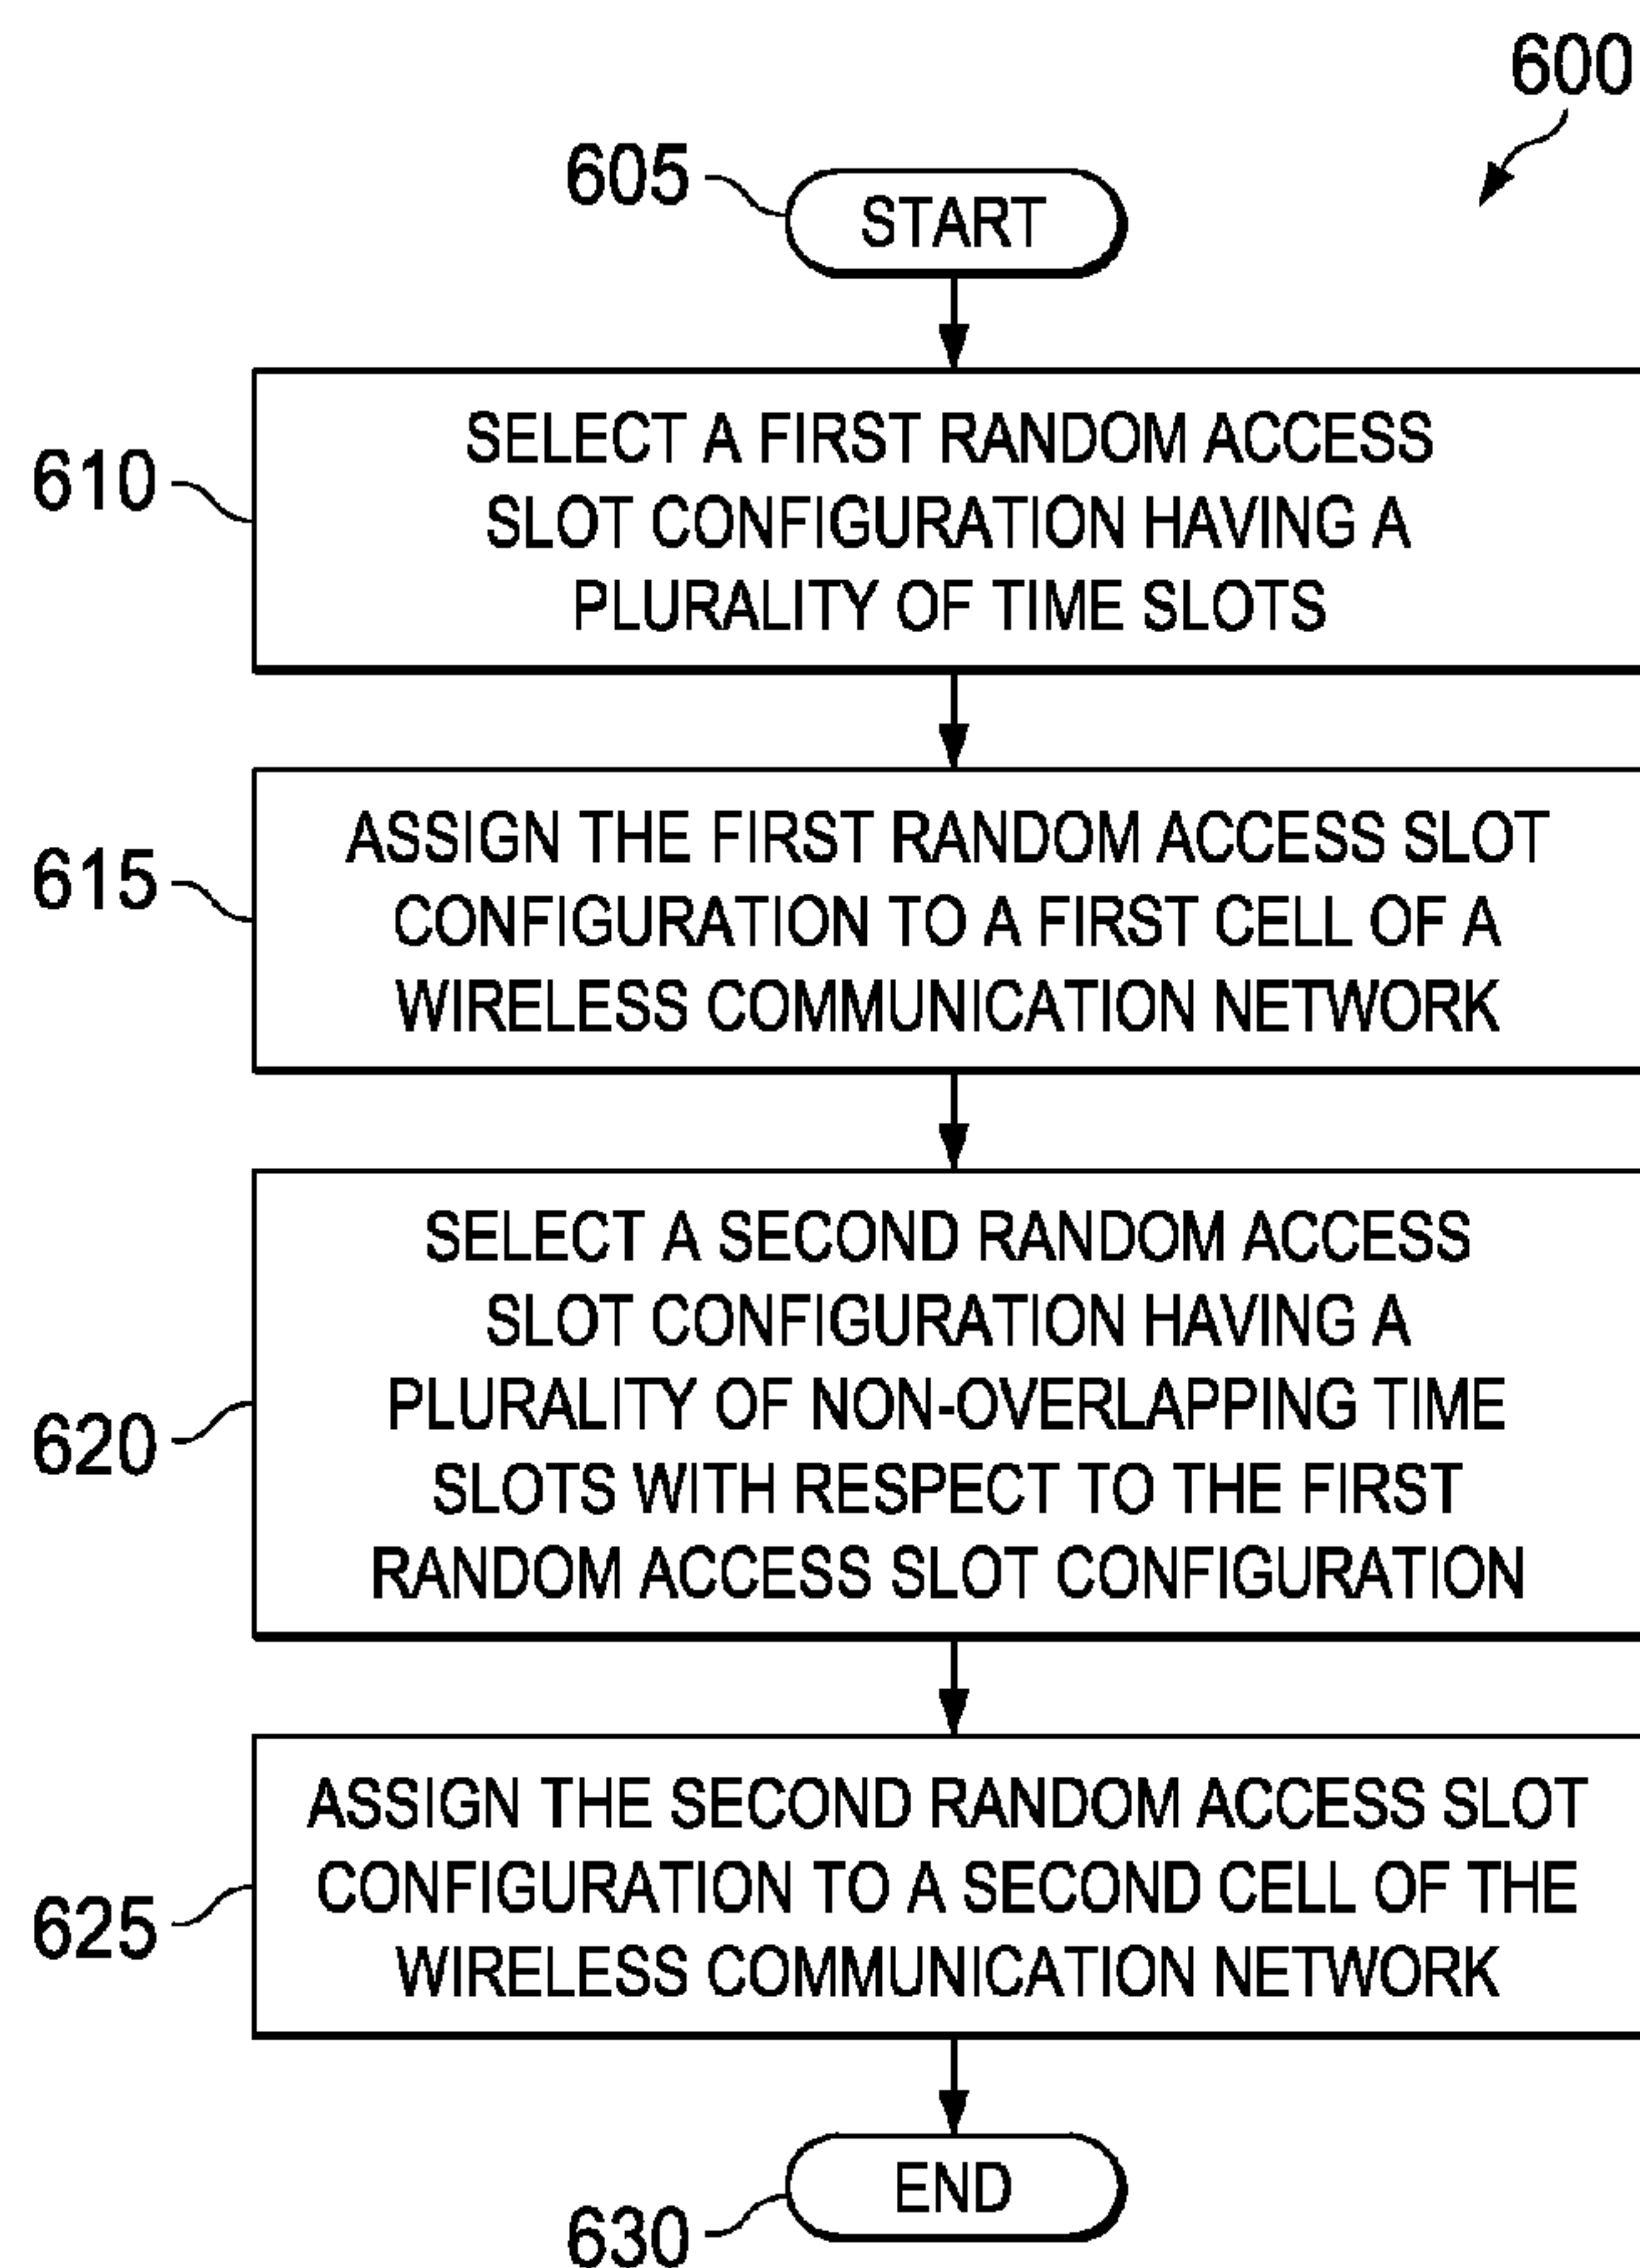 600
605
START
610
SELECT A FIRST RANDOM ACCESS
SLOT CONFIGURATION HAVING A
PLURALITY OF TIME SLOTS
615
ASSIGN THE FIRST RANDOM ACCESS SLOT
CONFIGURATION TO A FIRST CELL OF A
WIRELESS COMMUNICATION NETWORK
620
SELECT A SECOND RANDOM ACCESS
SLOT CONFIGURATION HAVING A
PLURALITY OF NON-OVERLAPPING TIME
SLOTS WITH RESPECT TO THE FIRST
RANDOM ACCESS SLOT CONFIGURATION
625
ASSIGN THE SECOND RANDOM ACCESS SLOT
CONFIGURATION TO A SECOND CELL OF THE
WIRELESS COMMUNICATION NETWORK
END
630